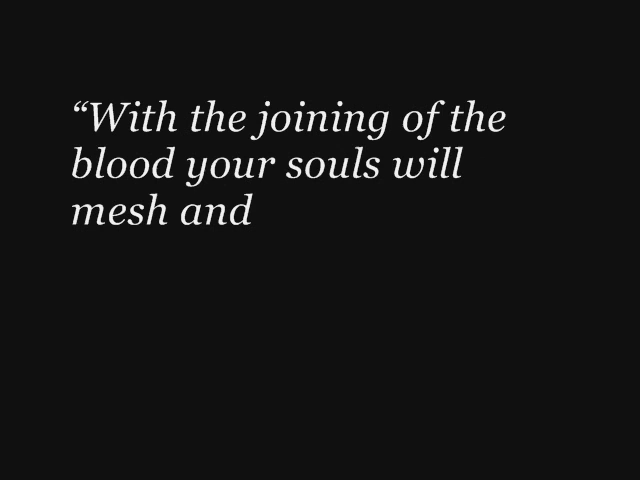 “With the joining of the
blood your souls will
mesh and